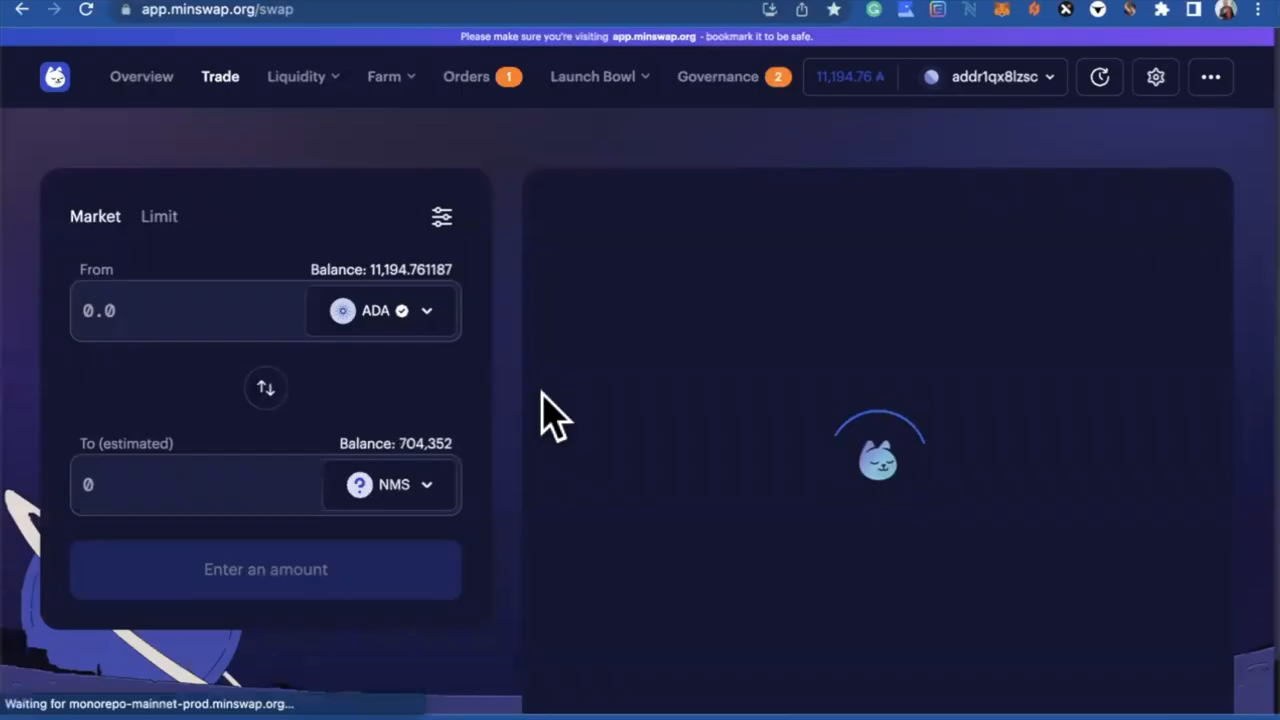 app.minswap.org/swap
Please make sure you're visiting app.minswap.org - bookmark it to be safe.
Overview Trade Liquidity Farm Orders 1 Launch Bowl Governance 2 11,194.76 ₳ addr1qx8lzsc
Market Limit
From Balance: 11,194.761187
0.0 ADA
To (estimated) Balance: 704,352
0 NMS
Enter an amount
Waiting for monorepo-mainnet-prod.minswap.org...